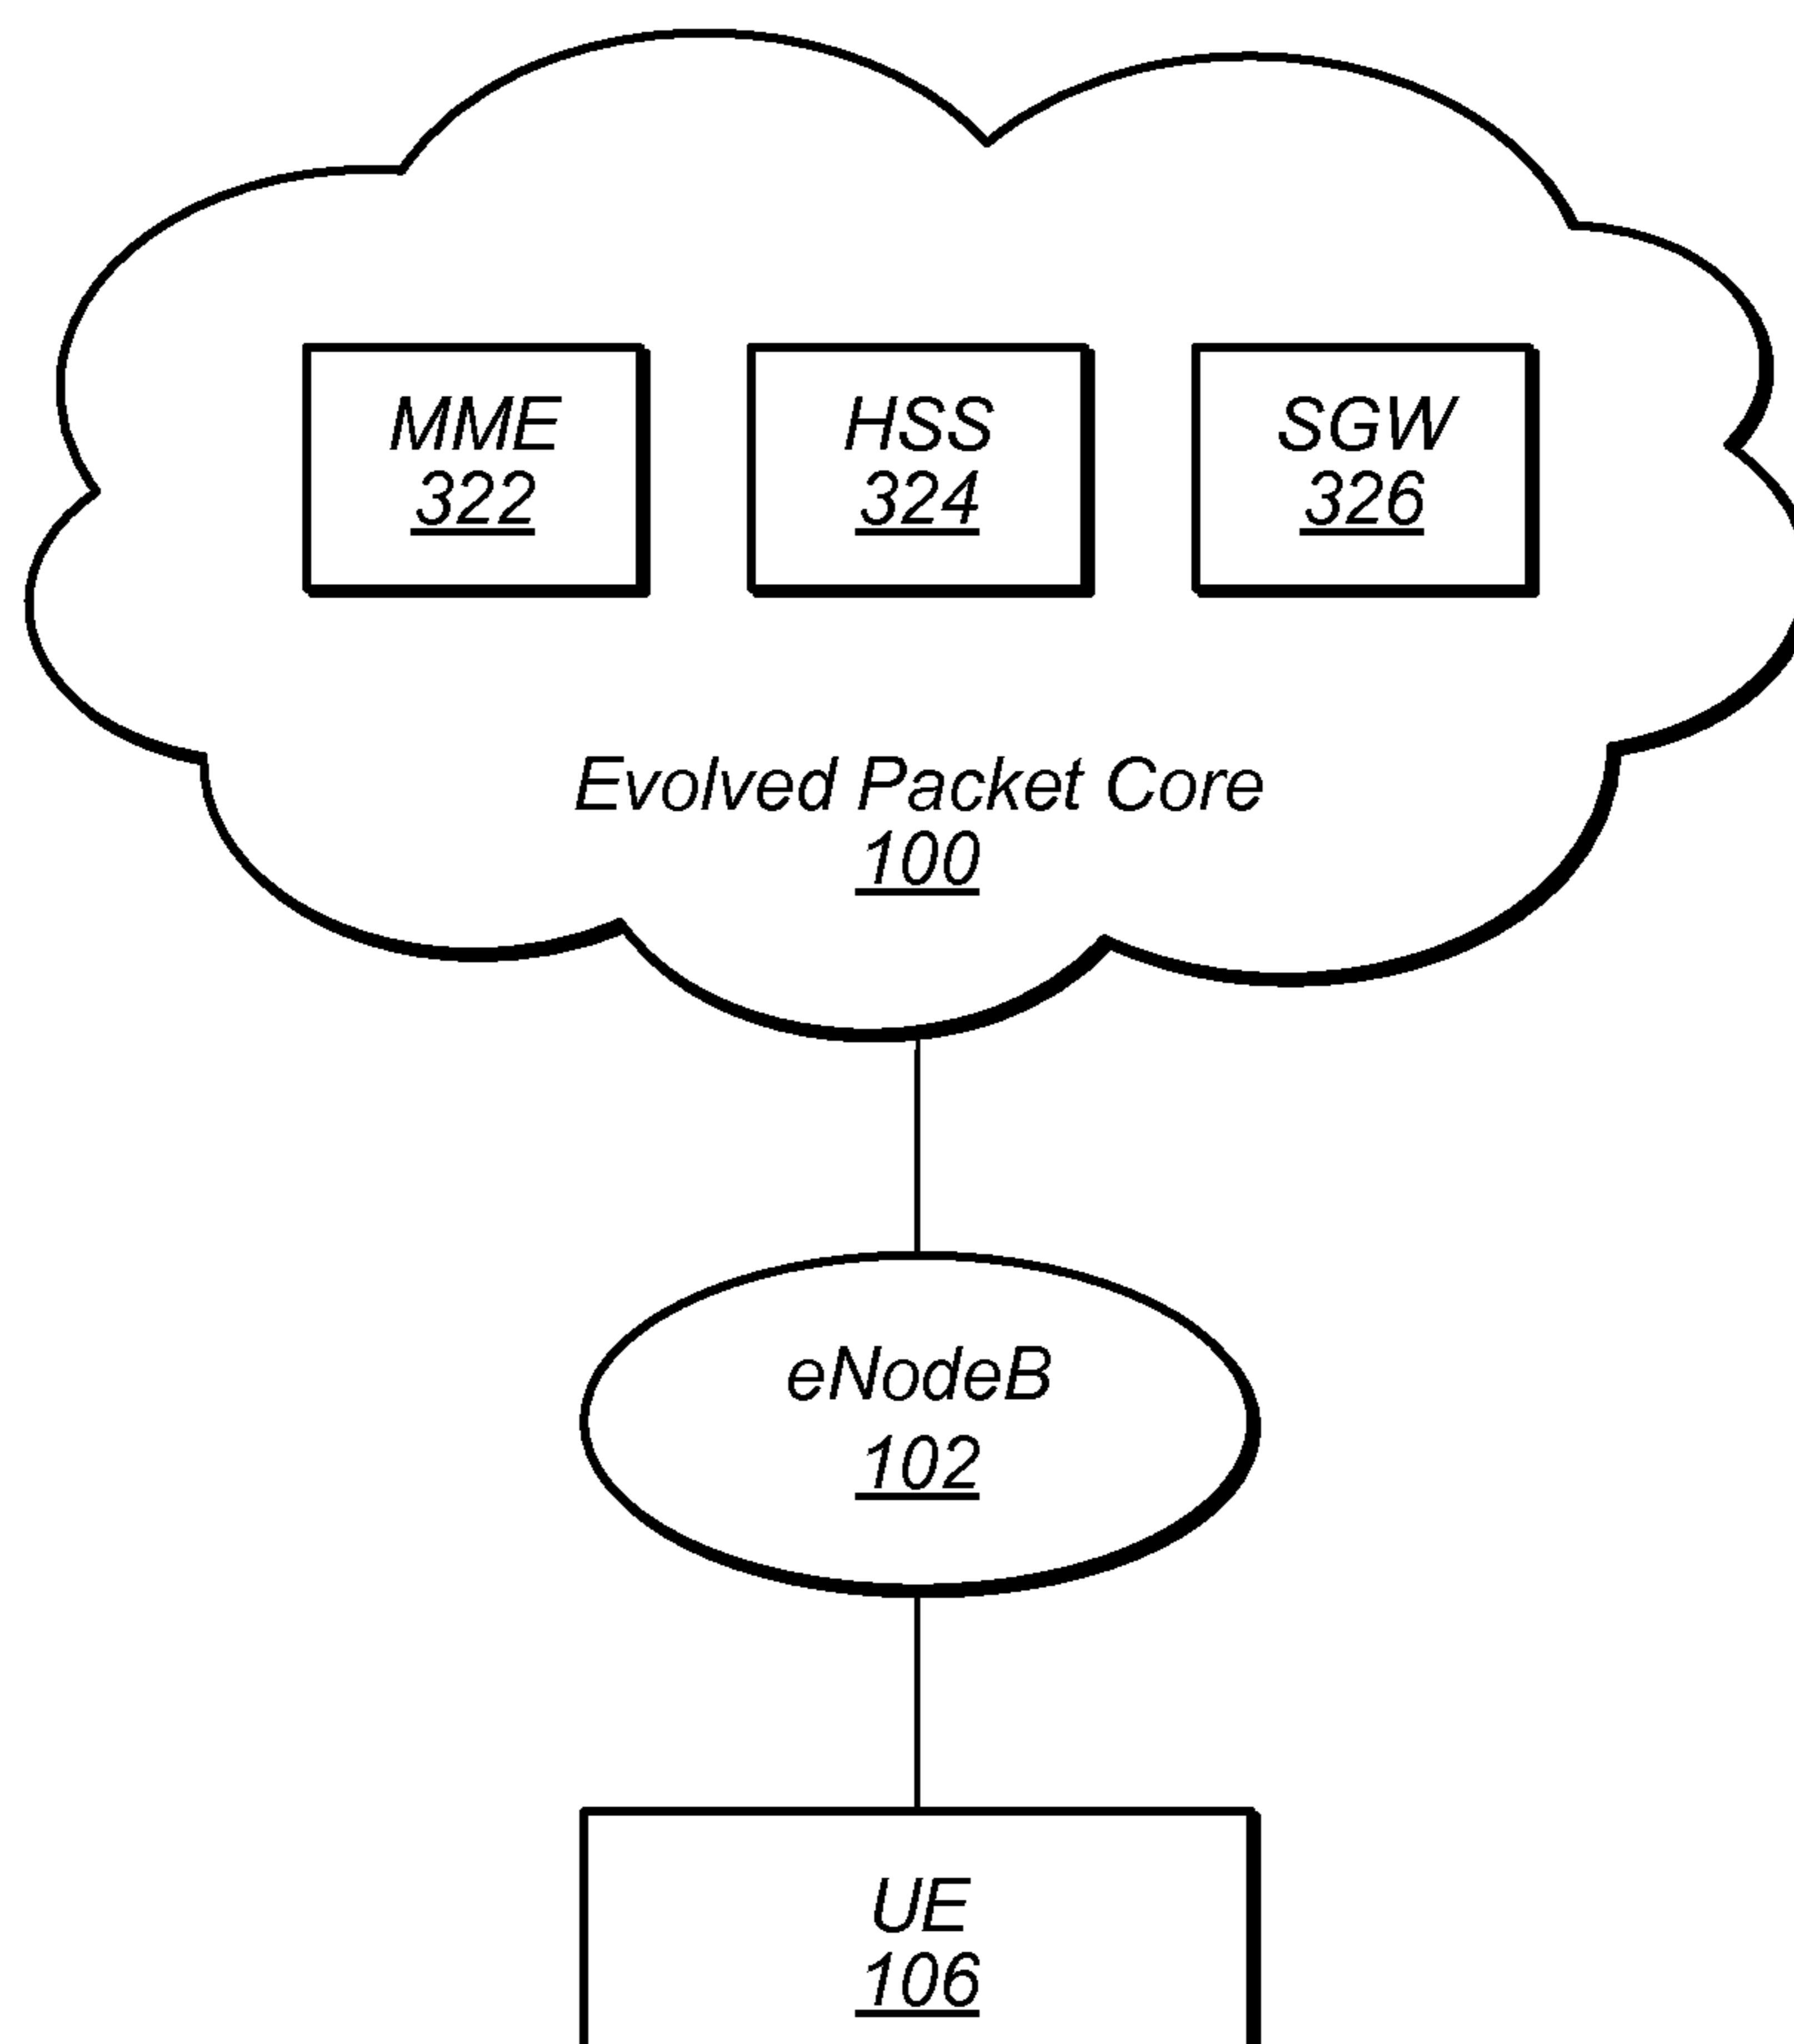 MME
322
HSS
324
SGW
326
Evolved Packet Core
100
eNodeB
102
UE
106